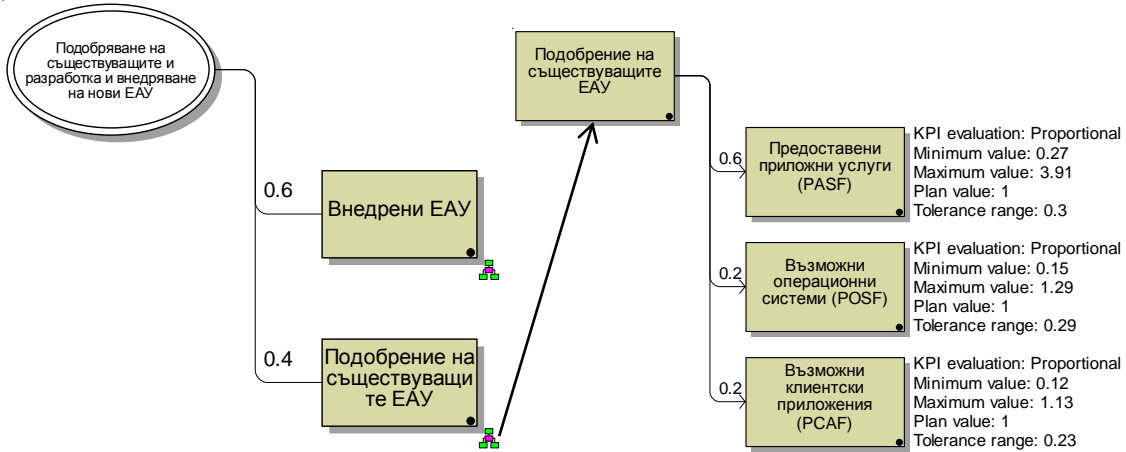 Подобряване на
съществуващите и
разработка и внедряване
на нови ЕАУ
0.6
Внедрени ЕАУ
0.4
Подобрение на
съществуващи
те ЕАУ
Подобрение на
съществуващите
ЕАУ
0.6
Предоставени
приложни услуги
(PASF)
KPI evaluation: Proportional
Minimum value: 0.27
Maximum value: 3.91
Plan value: 1
Tolerance range: 0.3
0.2
Възможни
операционни
системи (POSF)
KPI evaluation: Proportional
Minimum value: 0.15
Maximum value: 1.29
Plan value: 1
Tolerance range: 0.29
0.2
Възможни
клиентски
приложения
(PCAF)
KPI evaluation: Proportional
Minimum value: 0.12
Maximum value: 1.13
Plan value: 1
Tolerance range: 0.23